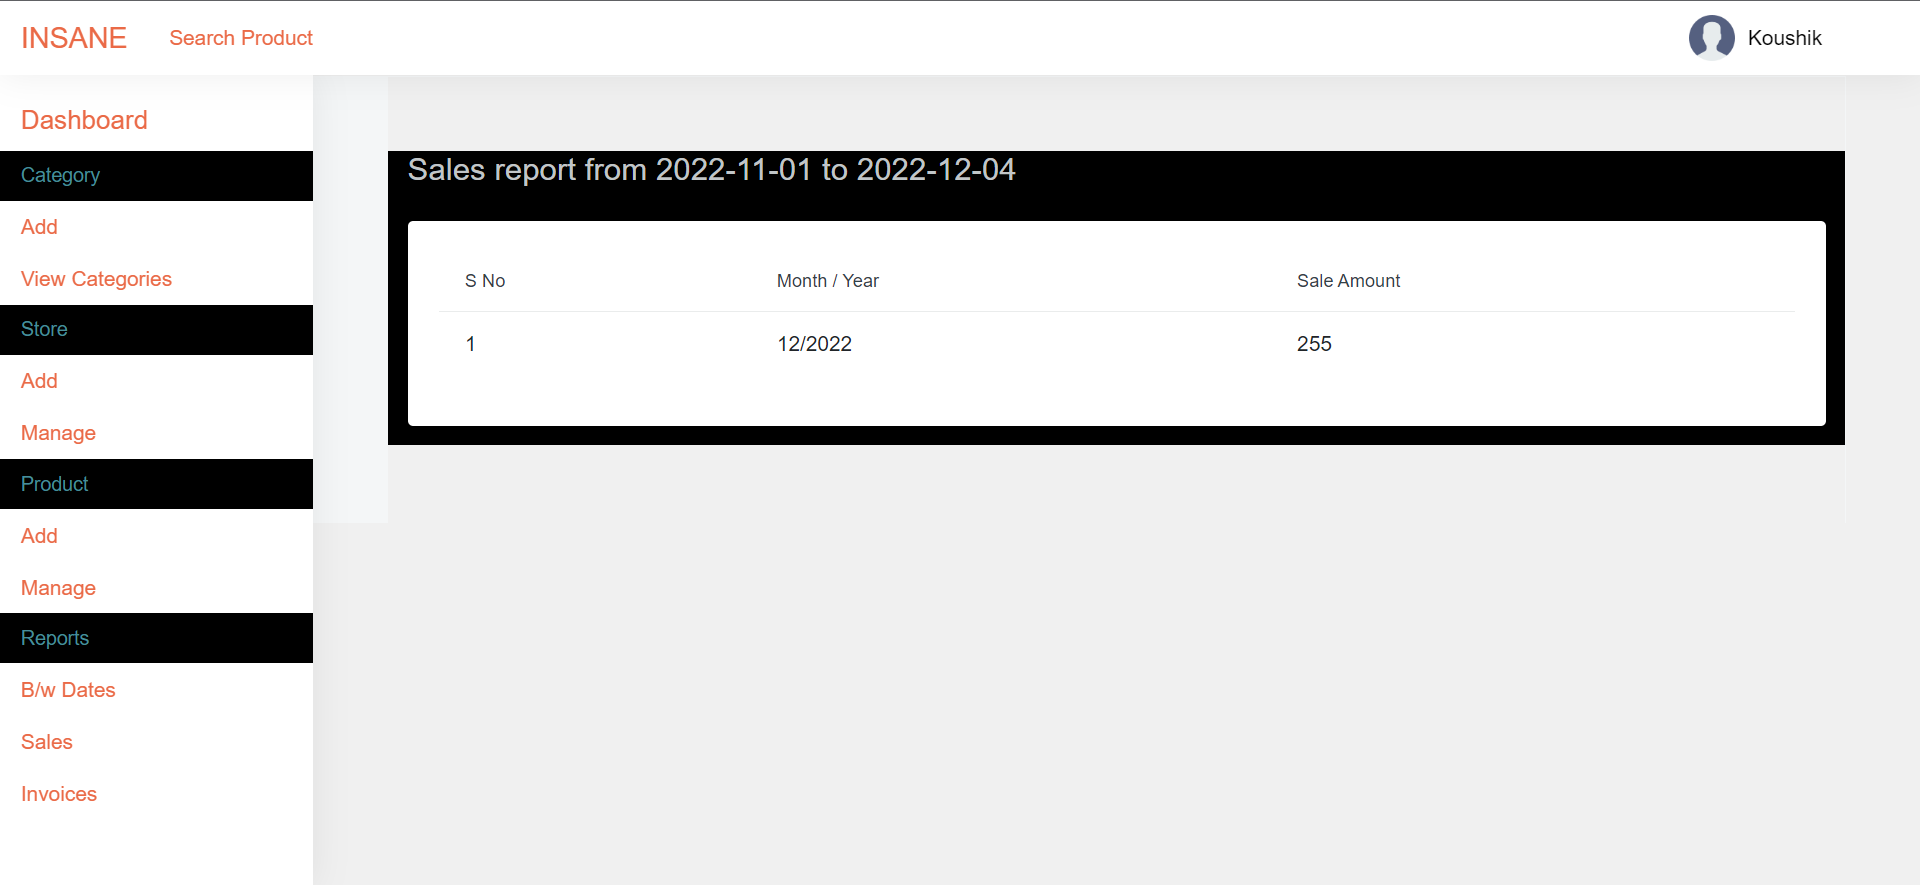 INSANE Search Product Koushik
Dashboard
Category
Add
View Categories
Store
Add
Manage
Product
Add
Manage
Reports
B/w Dates
Sales
Invoices
Sales report from 2022-11-01 to 2022-12-04
S No Month / Year Sale Amount
1 12/2022 255